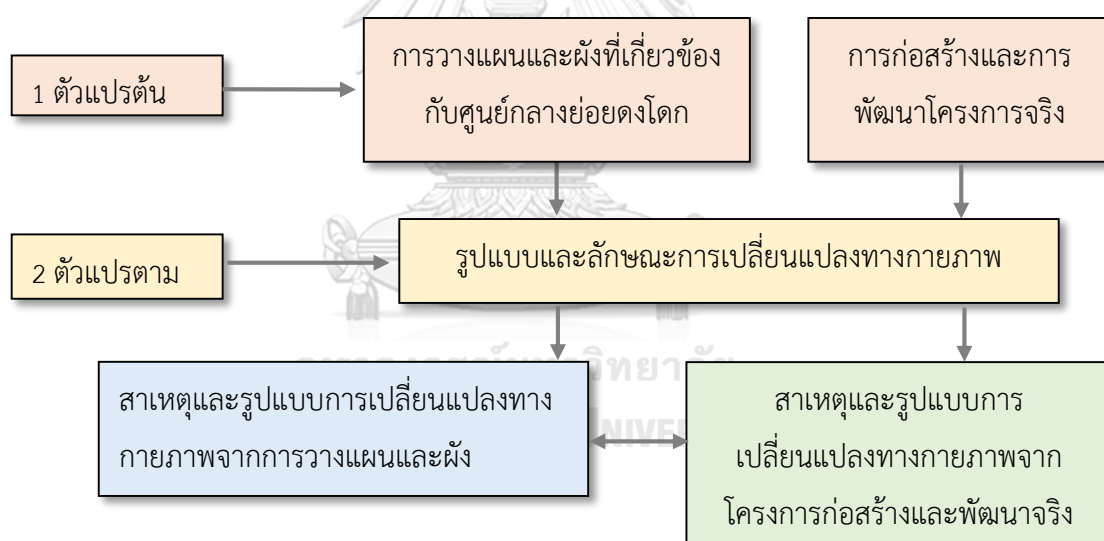 1 ตัวแปรต้น
การวางแผนและผังที่เกี่ยวข้อง
กับศูนย์กลางย่อยดงโดก
การก่อสร้างและการ
พัฒนาโครงการจริง
2 ตัวแปรตาม
รูปแบบและลักษณะการเปลี่ยนแปลงทางกายภาพ
สาเหตุและรูปแบบการเปลี่ยนแปลงทาง
กายภาพจากการวางแผนและผัง
สาเหตุและรูปแบบการ
เปลี่ยนแปลงทางกายภาพจาก
โครงการก่อสร้างและพัฒนาจริง